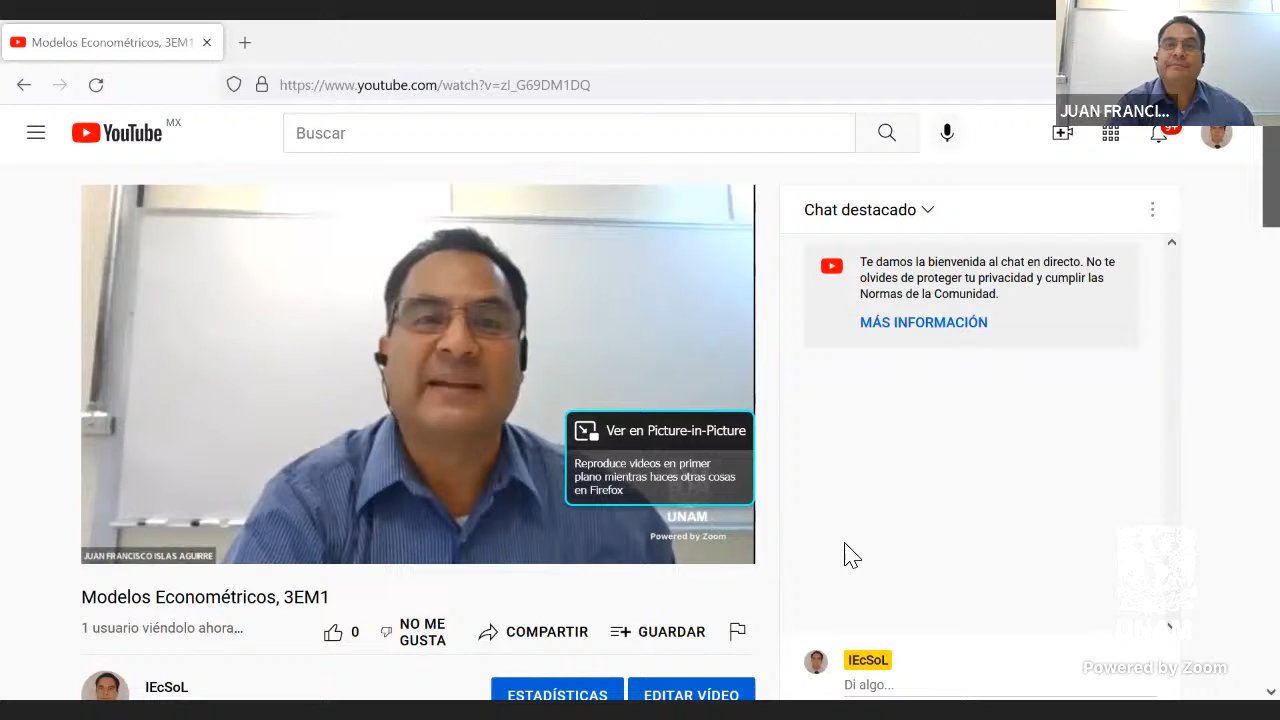 Modelos Econométricos, 3EM1
https://www.youtube.com/watch?v=zI_G69DM1DQ
JUAN FRANCI...
YouTube MX
Buscar
9+
Chat destacado
Te damos la bienvenida al chat en directo. No te
olvides de proteger tu privacidad y cumplir las
Normas de la Comunidad.
MÁS INFORMACIÓN
Ver en Picture-in-Picture
Reproduce videos en primer
plano mientras haces otras cosas
en Firefox
UNAM
Powered by Zoom
JUAN FRANCISCO ISLAS AGUIRRE
Modelos Econométricos, 3EM1
1 usuario viéndolo ahora...
0
NO ME
GUSTA
COMPARTIR
GUARDAR
IEcSoL
ESTADÍSTICAS
EDITAR VÍDEO
IEcSoL
Di algo...
UNAM
Powered by Zoom